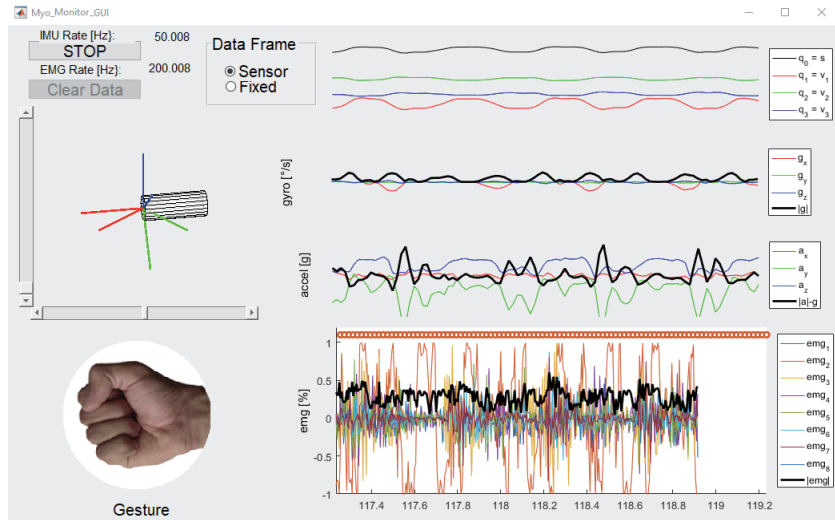 Myo_Monitor_GUI
IMU Rate [Hz]: 50.008
STOP
EMG Rate [Hz]: 200.008
Clear Data
Data Frame
Sensor
Fixed
q0 = s
q1 = v1
q2 = v2
q3 = v3
gyro [°/s]
gx
gy
gz
|g|
accel [g]
ax
ay
az
|a|-g
emg [%]
1
0.5
0
-0.5
-1
117.4 117.6 117.8 118 118.2 118.4 118.6 118.8 119 119.2
emg1
emg2
emg3
emg4
emg5
emg6
emg7
emg8
|emg|
Gesture